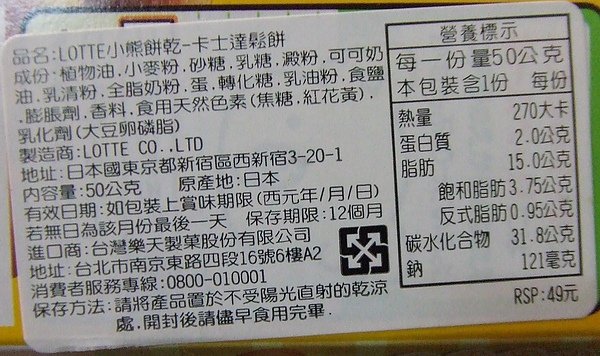 品名:LOTTE小熊餅乾-卡士達鬆餅
成份:植物油.小麥粉.砂糖.乳糖.澱粉.可可奶
油.乳清粉.全脂奶粉.蛋.轉化糖.乳油粉.食鹽
.膨脹劑.香料.食用天然色素(焦糖.紅花黃).
乳化劑(大豆卵磷脂)
製造商:LOTTE CO.,LTD
地址:日本國東京都新宿區西新宿3-20-1
內容量:50公克 原產地:日本
有效日期:如包裝上賞味期限(西元年/月/日)
若無日為該月份最後一天 保存期限:12個月
進口商:台灣樂天製菓股份有限公司
地址:台北市南京東路四段16號6樓A2
消費者服務專線:0800-010001
保存方法:請將產品置於不受陽光直射的乾涼
處.開封後請儘早食用完畢.
營養標示
每一份量50公克
本包裝含1份 每份
熱量 270大卡
蛋白質 2.0公克
脂肪 15.0公克
飽和脂肪 3.75公克
反式脂肪 0.95公克
碳水化合物 31.8公克
鈉 121毫克
RSP:49元